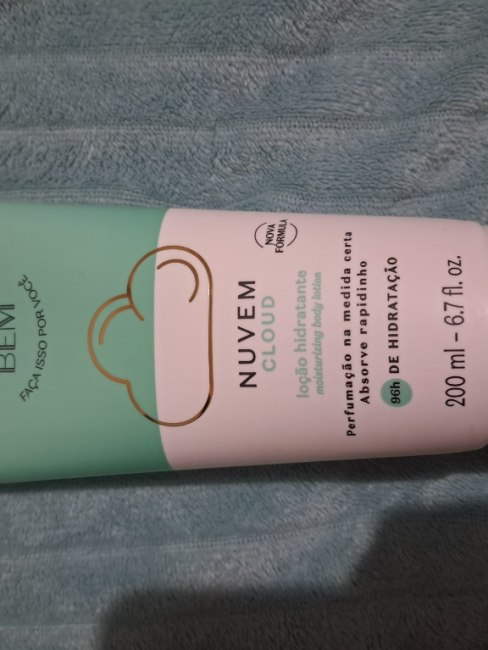 BEM
FAÇA ISSO POR VOCÊ
NOVA
FÓRMULA
NUVEM
CLOUD
loção hidratante
moisturizing body lotion
Perfumação na medida certa
Absorve rapidinho
96h DE HIDRATAÇÃO
200 ml – 6.7 fl. oz.